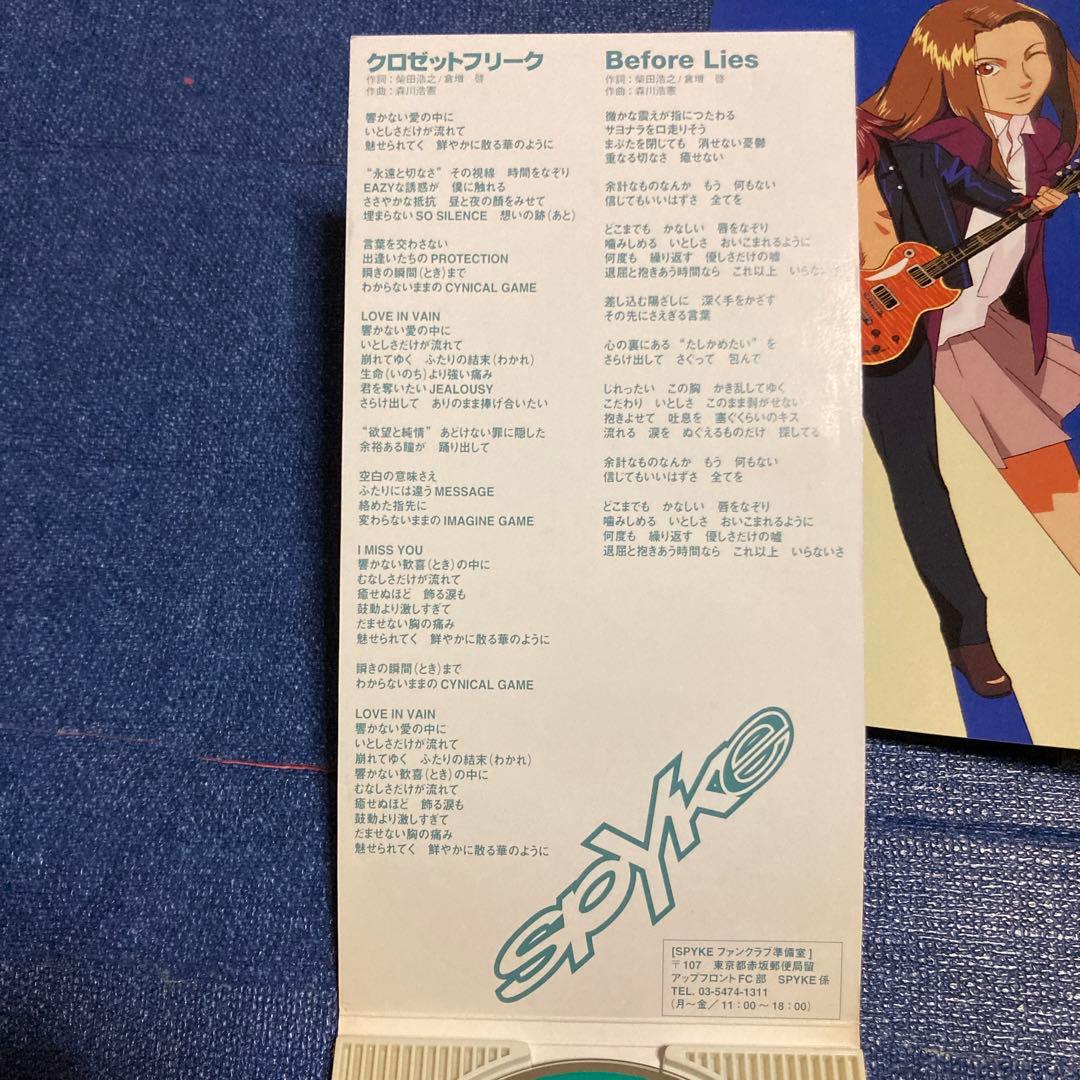 クロゼットフリーク
作詞：柴田浩之/倉増　啓
作曲：森川浩憲
響かない愛の中に
いとしさだけが流れて
魅せられてく　鮮やかに散る華のように
“永遠と切なさ” その視線　時間をなぞり
EAZYな誘惑が　僕に触れる
ささやかな抵抗　昼と夜の顔をみせて
埋まらない SO SILENCE　想いの跡(あと)
言葉を交わさない
出逢いたちの PROTECTION
瞬きの瞬間(とき)まで
わからないままの CYNICAL GAME
LOVE IN VAIN
響かない愛の中に
いとしさだけが流れて
崩れてゆく　ふたりの結末(わかれ)
生命(いのち)より強い痛み
君を奪いたい JEALOUSY
さらけ出して　ありのまま捧げ合いたい
“欲望と純情” あどけない罪に隠した
余裕ある瞳が　踊り出して
空白の意味さえ
ふたりには違う MESSAGE
絡めた指先に
変わらないままの IMAGINE GAME
I MISS YOU
響かない歓喜(とき)の中に
むなしさだけが流れて
癒せぬほど　飾る涙も
鼓動より激しすぎて
だませない胸の痛み
魅せられてく　鮮やかに散る華のように
瞬きの瞬間(とき)まで
わからないままの CYNICAL GAME
LOVE IN VAIN
響かない愛の中に
いとしさだけが流れて
崩れてゆく　ふたりの結末(わかれ)
響かない歓喜(とき)の中に
むなしさだけが流れて
癒せぬほど　飾る涙も
鼓動より激しすぎて
だませない胸の痛み
魅せられてく　鮮やかに散る華のように
Before Lies
作詞：柴田浩之/倉増　啓
作曲：森川浩憲
微かな震えが指につたわる
サヨナラを口走りそう
まぶたを閉じても　消せない憂鬱
重なる切なさ　癒せない
余計なものなんか　もう　何もない
信じてもいいはずさ　全てを
どこまでも　かなしい　唇をなぞり
噛みしめる　いとしさ　おいこまれるように
何度も　繰り返す　優しさだけの嘘
退屈と抱きあう時間なら　これ以上　いらない
差し込む陽ざしに　深く手をかざす
その先にさえぎる言葉
心の裏にある “たしかめたい” を
さらけ出して　さぐって　包んで
じれったい　この胸　かき乱してゆく
こだわり　いとしさ　このまま剥がせない
抱きよせて　吐息を　塞ぐくらいのキス
流れる　涙を　ぬぐえるものだけ　探してる
余計なものなんか　もう　何もない
信じてもいいはずさ　全てを
どこまでも　かなしい　唇をなぞり
噛みしめる　いとしさ　おいこまれるように
何度も　繰り返す　優しさだけの嘘
退屈と抱きあう時間なら　これ以上　いらないさ
SPYKe
[SPYKE ファンクラブ準備室]
〒107　東京都赤坂郵便局留
アップフロントFC部　SPYKE係
TEL. 03-5474-1311
(月〜金/11:00〜18:00)